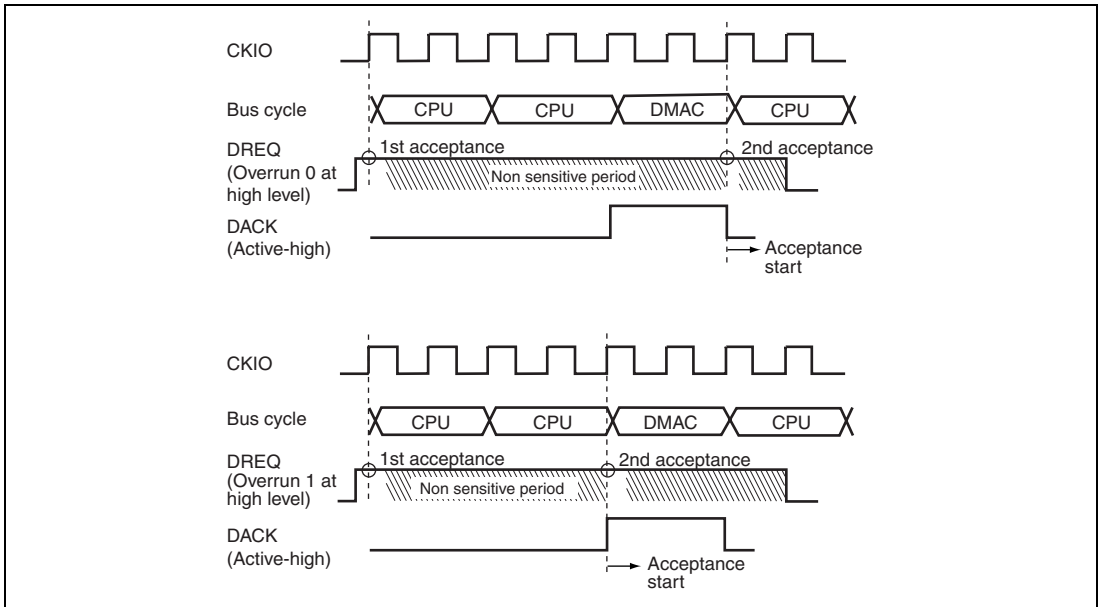 CKIO
Bus cycle CPU CPU DMAC CPU
DREQ 1st acceptance 2nd acceptance
(Overrun 0 at Non sensitive period
high level)
DACK
(Active-high) Acceptance
start
CKIO
Bus cycle CPU CPU DMAC CPU
DREQ 1st acceptance 2nd acceptance
(Overrun 1 at Non sensitive period
high level)
DACK
(Active-high) Acceptance
start